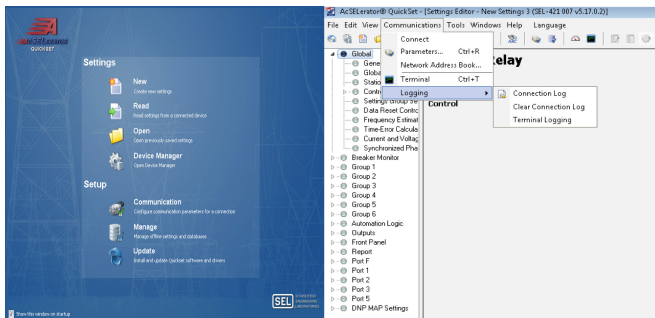 AcSELerator
QUICKSET
Settings
New
Create new settings
Read
Read settings from a connected device
Open
Open previously saved settings
Device Manager
Open Device Manager
Setup
Communication
Configure communication parameters for a connection
Manage
Manage offline settings and databases
Update
Install and update Quickset software and drivers
SEL SCHWEITZER ENGINEERING LABORATORIES
Show this window on startup
AcSELerator® QuickSet - [Settings Editor - New Settings 3 (SEL-421 007 v5.17.0.2)]
File Edit View Communications Tools Windows Help Language
Connect
Parameters... Ctrl+R
Network Address Book...
Terminal Ctrl+T
Logging
Connection Log
Clear Connection Log
Terminal Logging
elay
Control
Global
Gene
Globa
Static
Contr
Settings Group Se
Data Reset Contrc
Frequency Estimat
Time-Error Calcula
Current and Voltag
Synchronized Pha
Breaker Monitor
Group 1
Group 2
Group 3
Group 4
Group 5
Group 6
Automation Logic
Outputs
Front Panel
Report
Port F
Port 1
Port 2
Port 3
Port 5
DNP MAP Settings